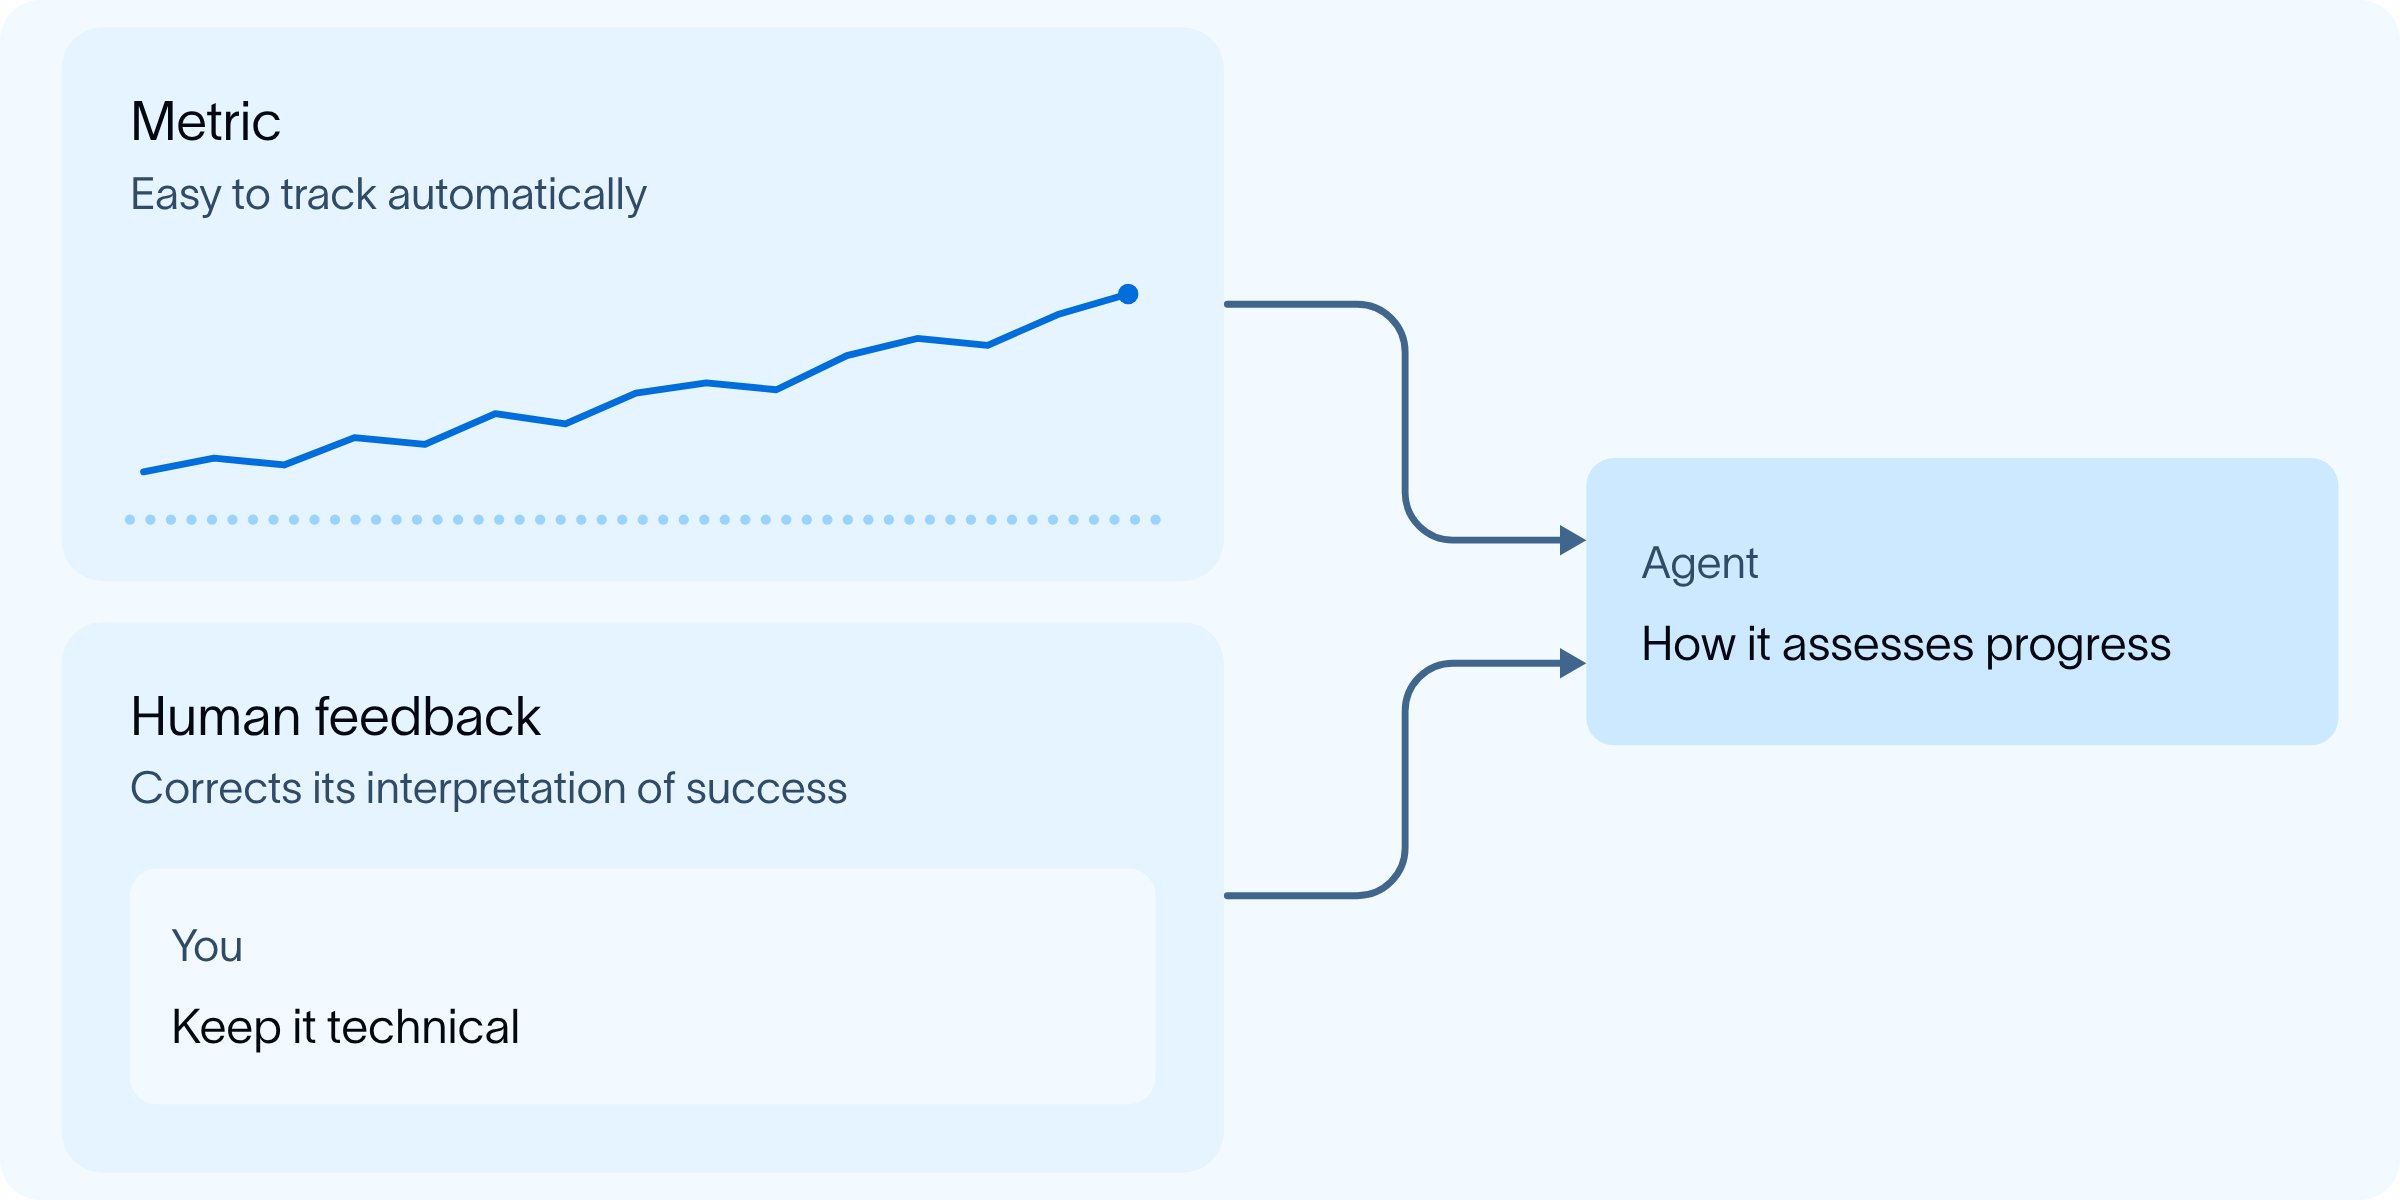 Metric
Easy to track automatically
Human feedback
Corrects its interpretation of success
You
Keep it technical
Agent
How it assesses progress